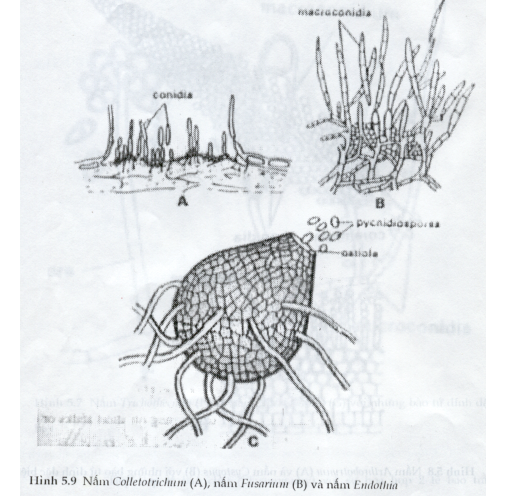 macroconidia
conidia
A
B
pycnidiospores
ostiole
C
Hình 5.9 Nấm Colletotrichum (A), nấm Fusarium (B) và nấm Endothia